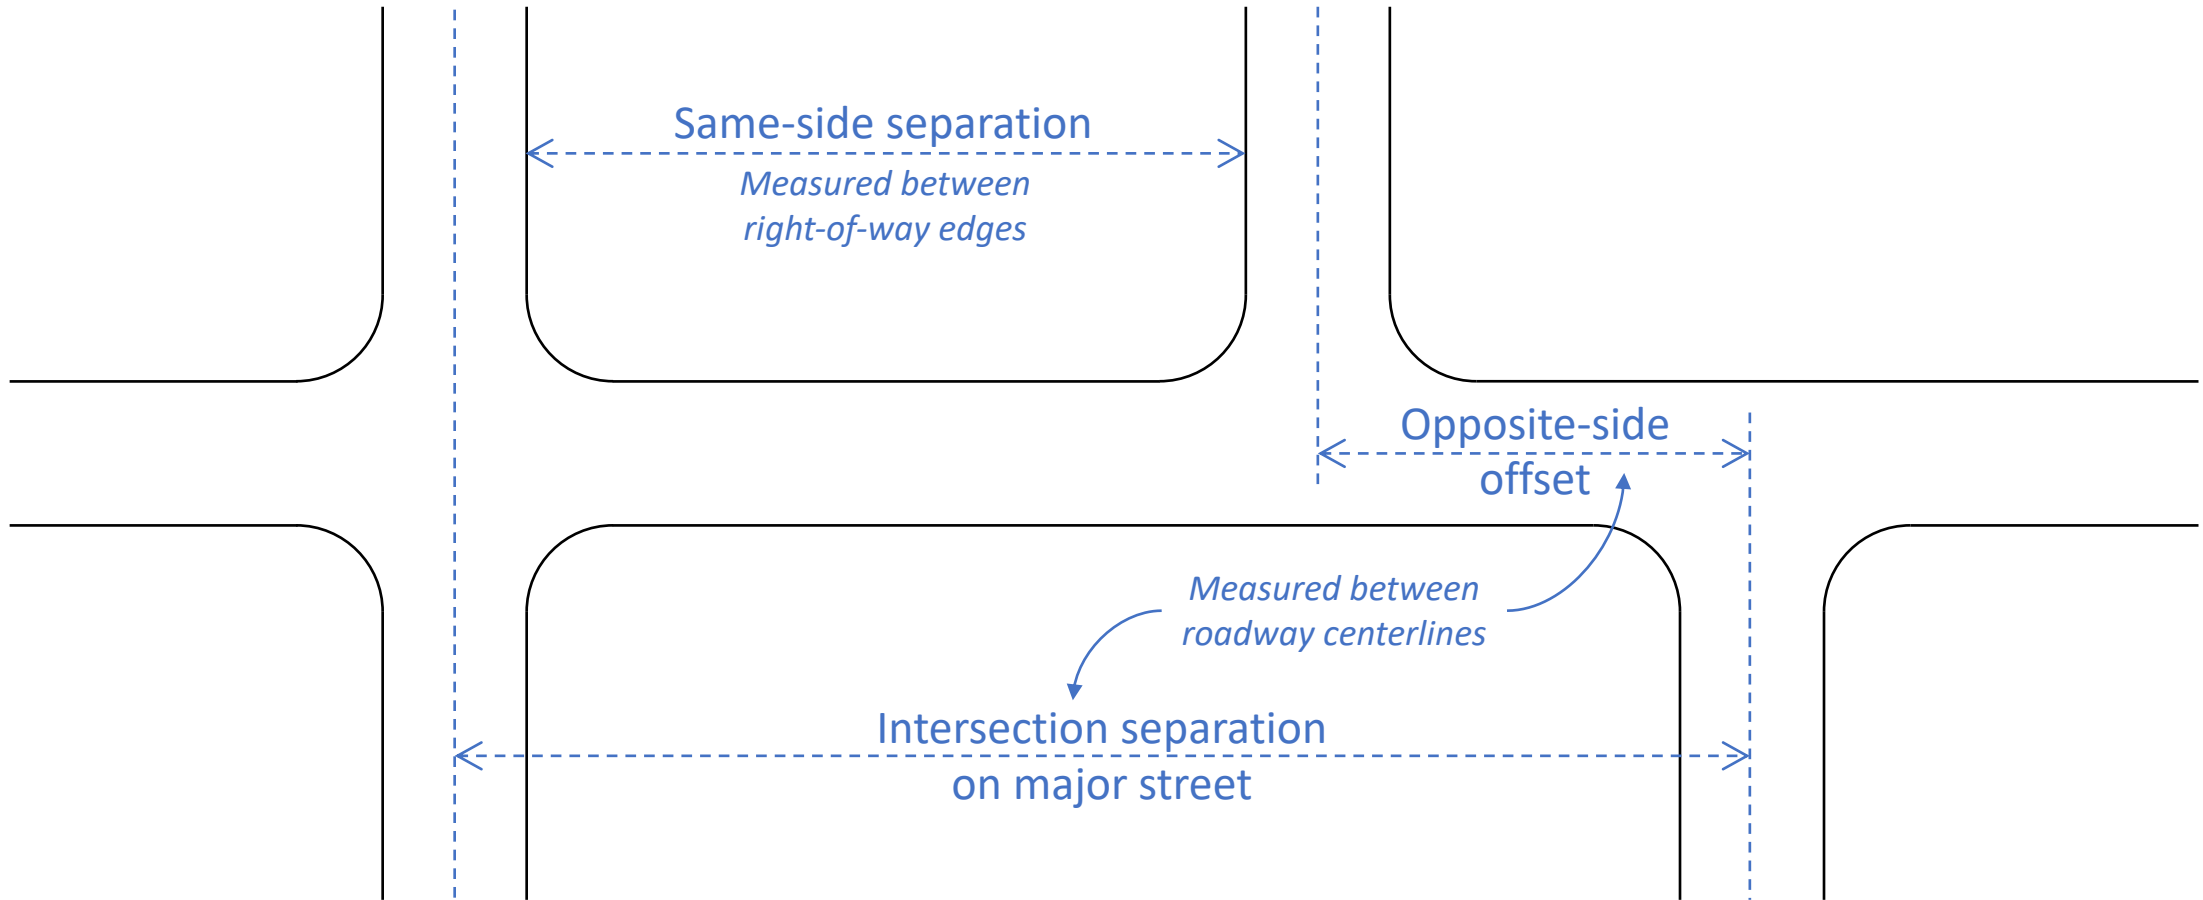 Same-side separation
Measured between
right-of-way edges
Opposite-side
offset
Measured between
roadway centerlines
Intersection separation
on major street